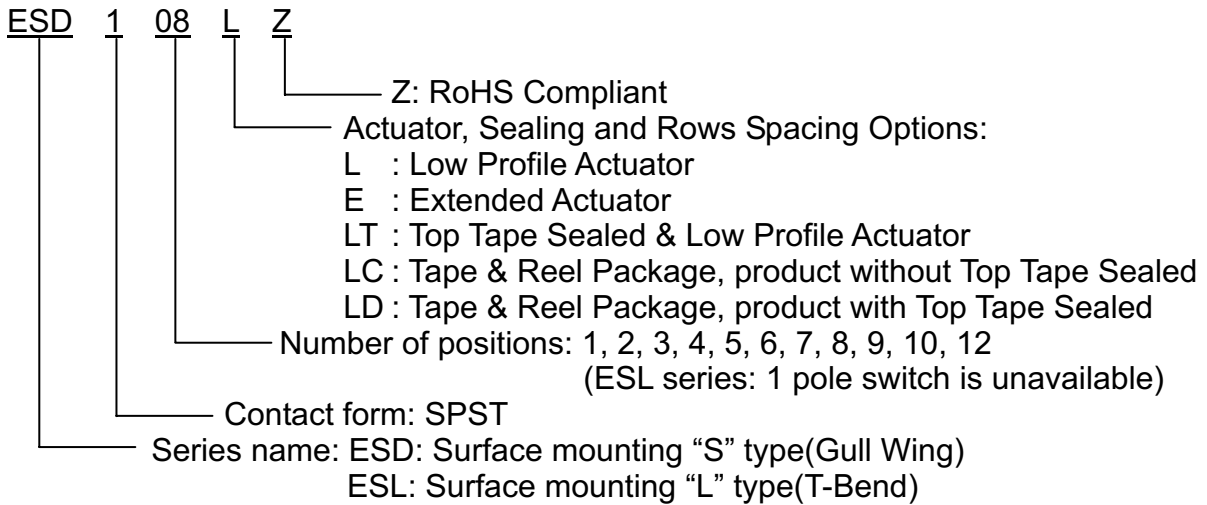 ESD 1 08 L Z
Z: RoHS Compliant
Actuator, Sealing and Rows Spacing Options:
L : Low Profile Actuator
E : Extended Actuator
LT : Top Tape Sealed & Low Profile Actuator
LC : Tape & Reel Package, product without Top Tape Sealed
LD : Tape & Reel Package, product with Top Tape Sealed
Number of positions: 1, 2, 3, 4, 5, 6, 7, 8, 9, 10, 12
(ESL series: 1 pole switch is unavailable)
Contact form: SPST
Series name: ESD: Surface mounting “S” type(Gull Wing)
ESL: Surface mounting “L” type(T-Bend)